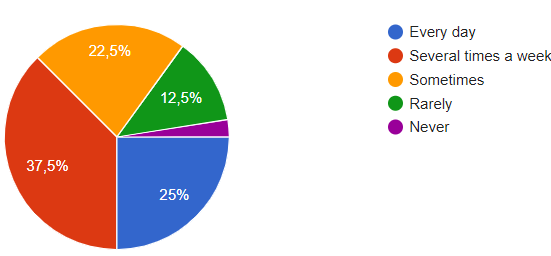 22,5%
12,5%
37,5%
25%
Every day
Several times a week
Sometimes
Rarely
Never